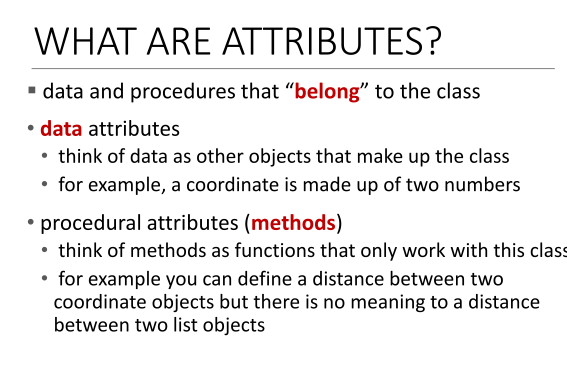 WHAT ARE ATTRIBUTES?
▪ data and procedures that “belong” to the class
• data attributes
• think of data as other objects that make up the class
• for example, a coordinate is made up of two numbers
• procedural attributes (methods)
• think of methods as functions that only work with this class
• for example you can define a distance between two
coordinate objects but there is no meaning to a distance
between two list objects